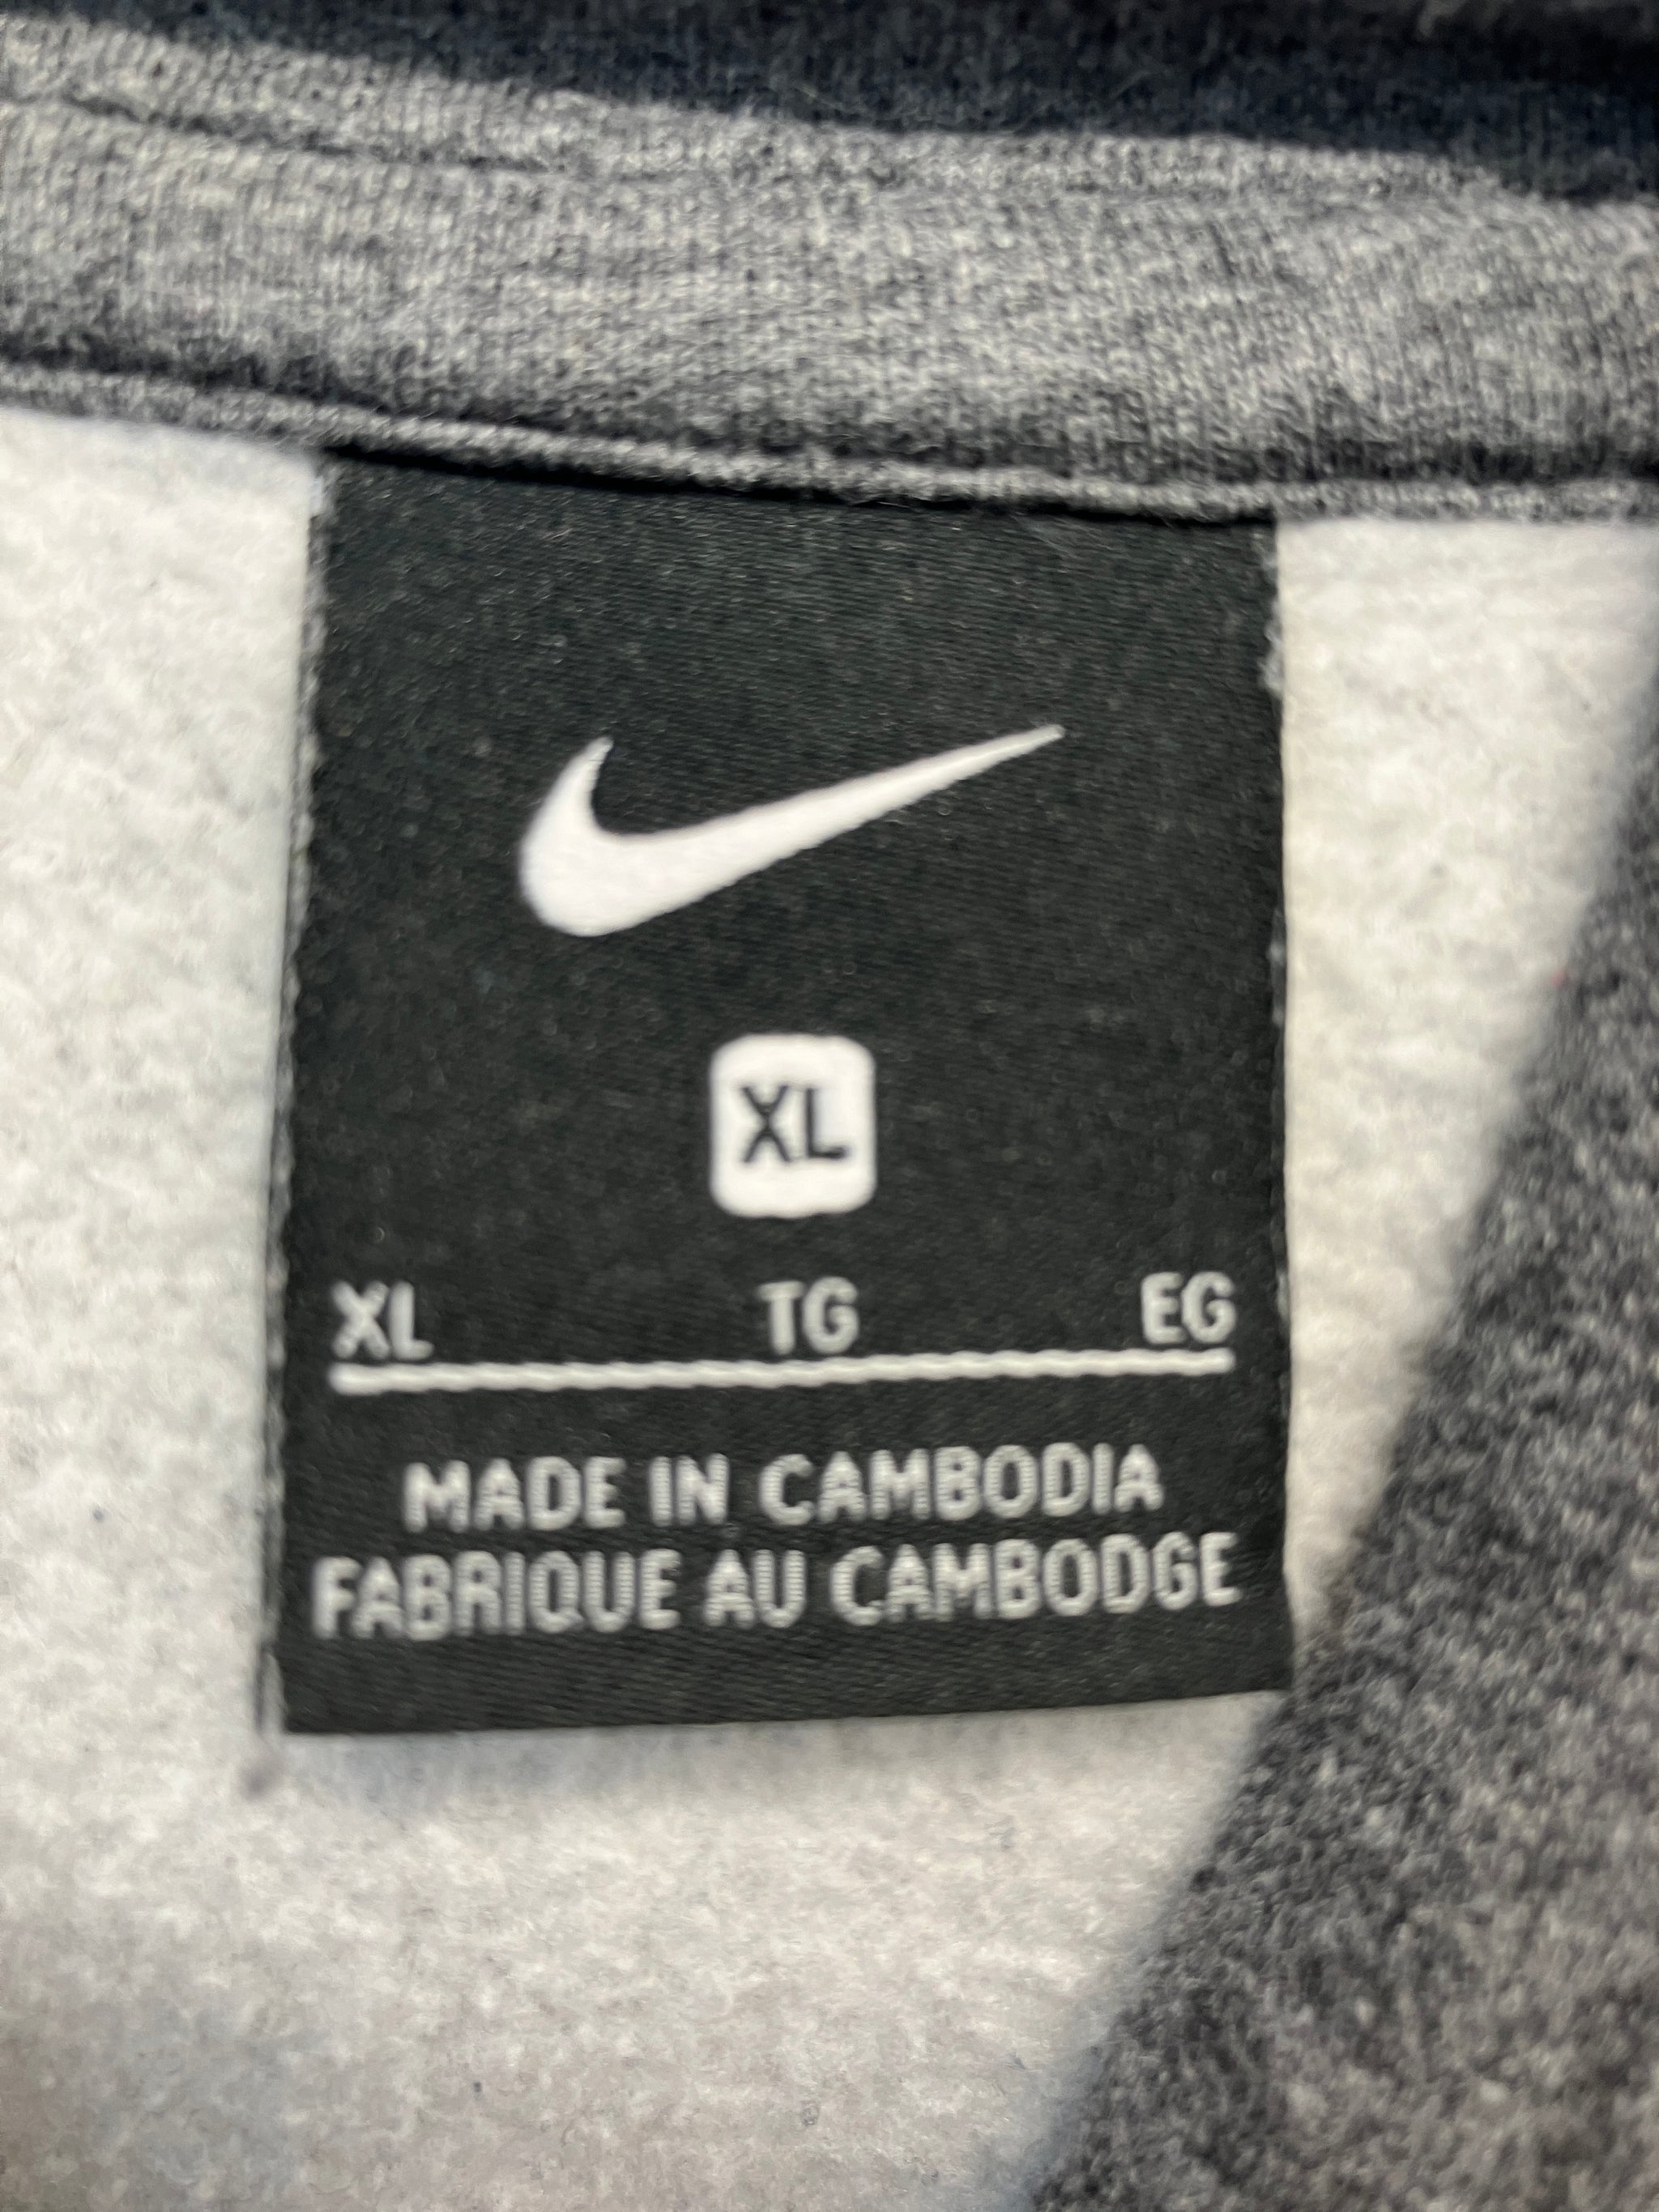 XL
XL TG EG
MADE IN CAMBODIA
FABRIQUE AU CAMBODGE